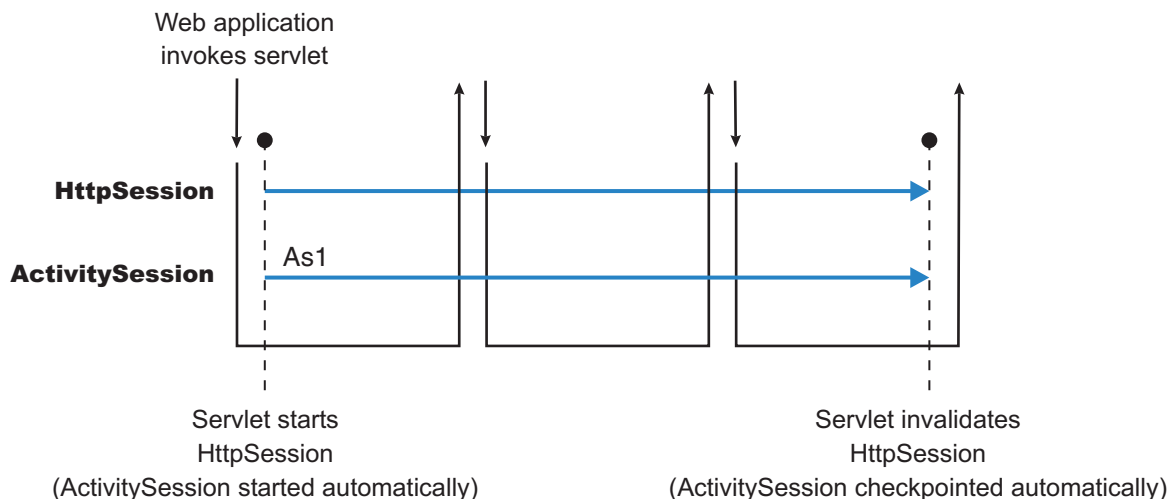 Web application
invokes servlet
HttpSession
ActivitySession
As1
Servlet starts
HttpSession
(ActivitySession started automatically)
Servlet invalidates
HttpSession
(ActivitySession checkpointed automatically)